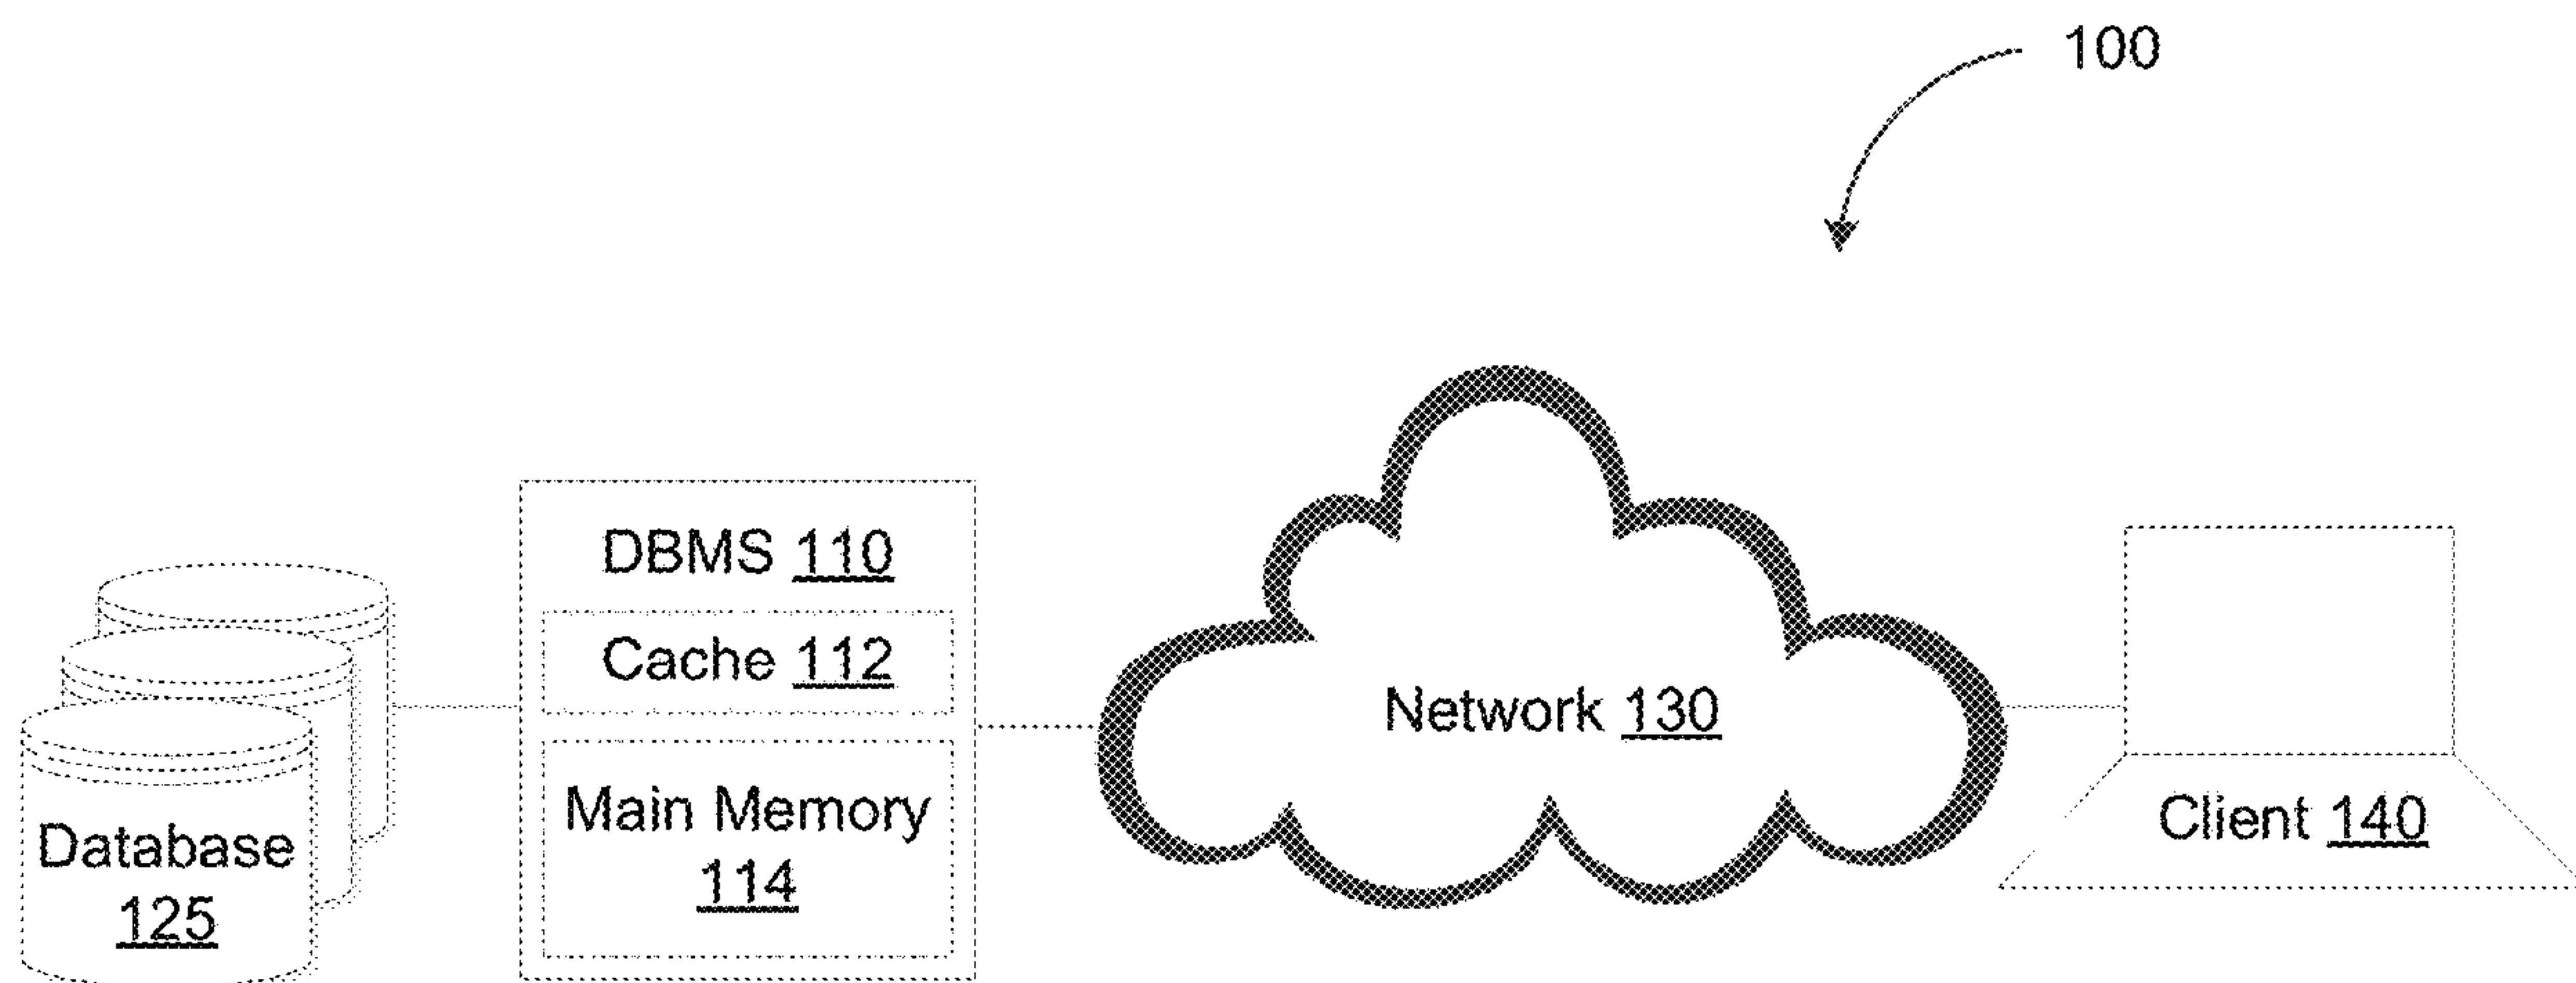 100
DBMS 110
Cache 112
Main Memory
114
Database
125
Network 130
Client 140